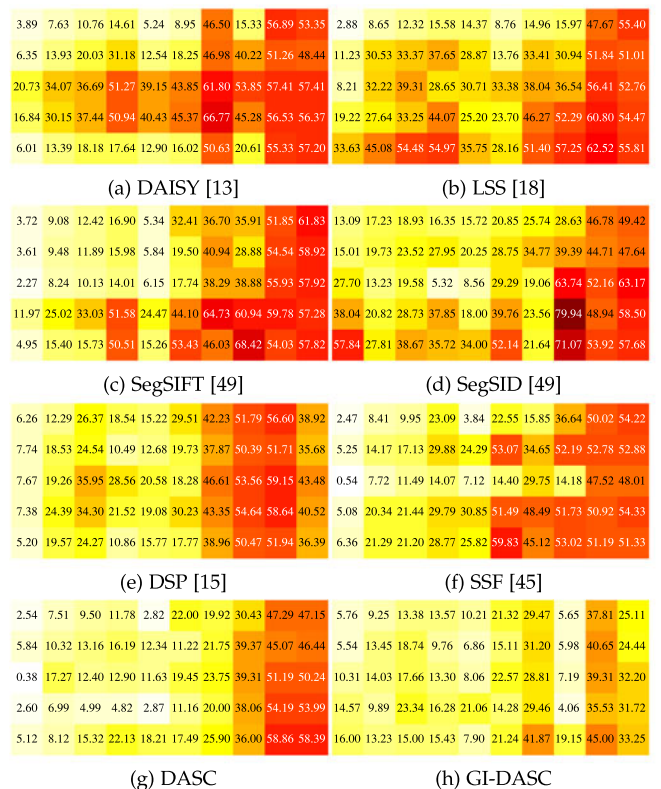 3.89 7.63 10.76 14.61 5.24 8.95 46.50 15.33 56.89 53.35
6.35 13.93 20.03 31.18 12.54 18.25 46.98 40.22 51.26 48.44
20.73 34.07 36.69 51.27 39.15 43.85 61.80 53.85 57.41 57.41
16.84 30.15 37.44 50.94 40.43 45.37 66.77 45.28 56.53 56.37
6.01 13.39 18.18 17.64 12.90 16.02 50.63 20.61 55.33 57.20
(a) DAISY [13]
2.88 8.65 12.32 15.58 14.37 8.76 14.96 15.97 47.67 55.40
11.23 30.53 33.37 37.65 28.87 13.76 33.41 30.94 51.84 51.01
8.21 32.22 39.31 28.65 30.71 33.38 38.04 36.54 56.41 52.76
19.22 27.64 33.25 44.07 25.20 23.70 46.27 52.29 60.80 54.47
33.63 45.08 54.48 54.97 35.75 28.16 51.40 57.25 62.52 55.81
(b) LSS [18]
3.72 9.08 12.42 16.90 5.34 32.41 36.70 35.91 51.85 61.83
3.61 9.48 11.89 15.98 5.84 19.50 40.94 28.88 54.54 58.92
2.27 8.24 10.13 14.01 6.15 17.74 38.29 38.88 55.93 57.92
11.97 25.02 33.03 51.58 24.47 44.10 64.73 60.94 59.78 57.28
4.95 15.40 15.73 50.51 15.26 53.43 46.03 68.42 54.03 57.82
(c) SegSIFT [49]
13.09 17.23 18.93 16.35 15.72 20.85 25.74 28.63 46.78 49.42
15.01 19.73 23.52 27.95 20.25 28.75 34.77 39.39 44.71 47.64
27.70 13.23 19.58 5.32 8.56 29.29 19.06 63.74 52.16 63.17
38.04 20.82 28.73 37.85 18.00 39.76 23.56 79.94 48.94 58.50
57.84 27.81 38.67 35.72 34.00 52.14 21.64 71.07 53.92 57.68
(d) SegSID [49]
6.26 12.29 26.37 18.54 15.22 29.51 42.23 51.79 56.60 38.92
7.74 18.53 24.54 10.49 12.68 19.73 37.87 50.39 51.71 35.68
7.67 19.26 35.95 28.56 20.58 18.28 46.61 53.56 59.15 43.48
7.38 24.39 34.30 21.52 19.08 30.23 43.35 54.64 58.64 40.52
5.20 19.57 24.27 10.86 15.77 17.77 38.96 50.47 51.94 36.39
(e) DSP [15]
2.47 8.41 9.95 23.09 3.84 22.55 15.85 36.64 50.02 54.22
5.25 14.17 17.13 29.88 24.29 53.07 34.65 52.19 52.78 52.88
0.54 7.72 11.49 14.07 7.12 14.40 29.75 14.18 47.52 48.01
5.08 20.34 21.44 29.79 30.85 51.49 48.49 51.73 50.92 54.33
6.36 21.29 21.20 28.77 25.82 59.83 45.12 53.02 51.19 51.33
(f) SSF [45]
2.54 7.51 9.50 11.78 2.82 22.00 19.92 30.43 47.29 47.15
5.84 10.32 13.16 16.19 12.34 11.22 21.75 39.37 45.07 46.44
0.38 17.27 12.40 12.90 11.63 19.45 23.75 39.31 51.19 50.24
2.60 6.99 4.99 4.82 2.87 11.16 20.00 38.06 54.19 53.99
5.12 8.12 15.32 22.13 18.21 17.49 25.90 36.00 58.86 58.39
(g) DASC
5.76 9.25 13.38 13.57 10.21 21.32 29.47 5.65 37.81 25.11
5.54 13.45 18.74 9.76 6.86 15.11 31.20 5.98 40.65 24.44
10.31 14.03 17.66 13.30 8.06 22.57 28.81 7.19 39.31 32.20
14.57 9.89 23.34 16.28 21.06 14.28 29.46 4.06 35.53 31.72
16.00 13.23 15.00 15.43 7.90 21.24 41.87 19.15 45.00 33.25
(h) GI-DASC